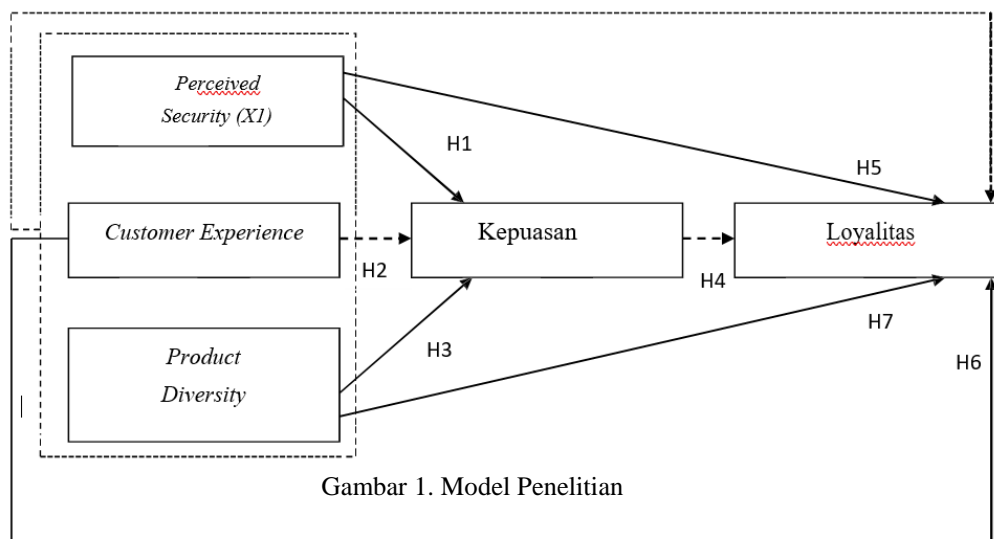 Perceived
Security (X1)
H1
H5
Customer Experience
Kepuasan
Loyalitas
H2
H4
H3
H7
H6
Product
Diversity
Gambar 1. Model Penelitian